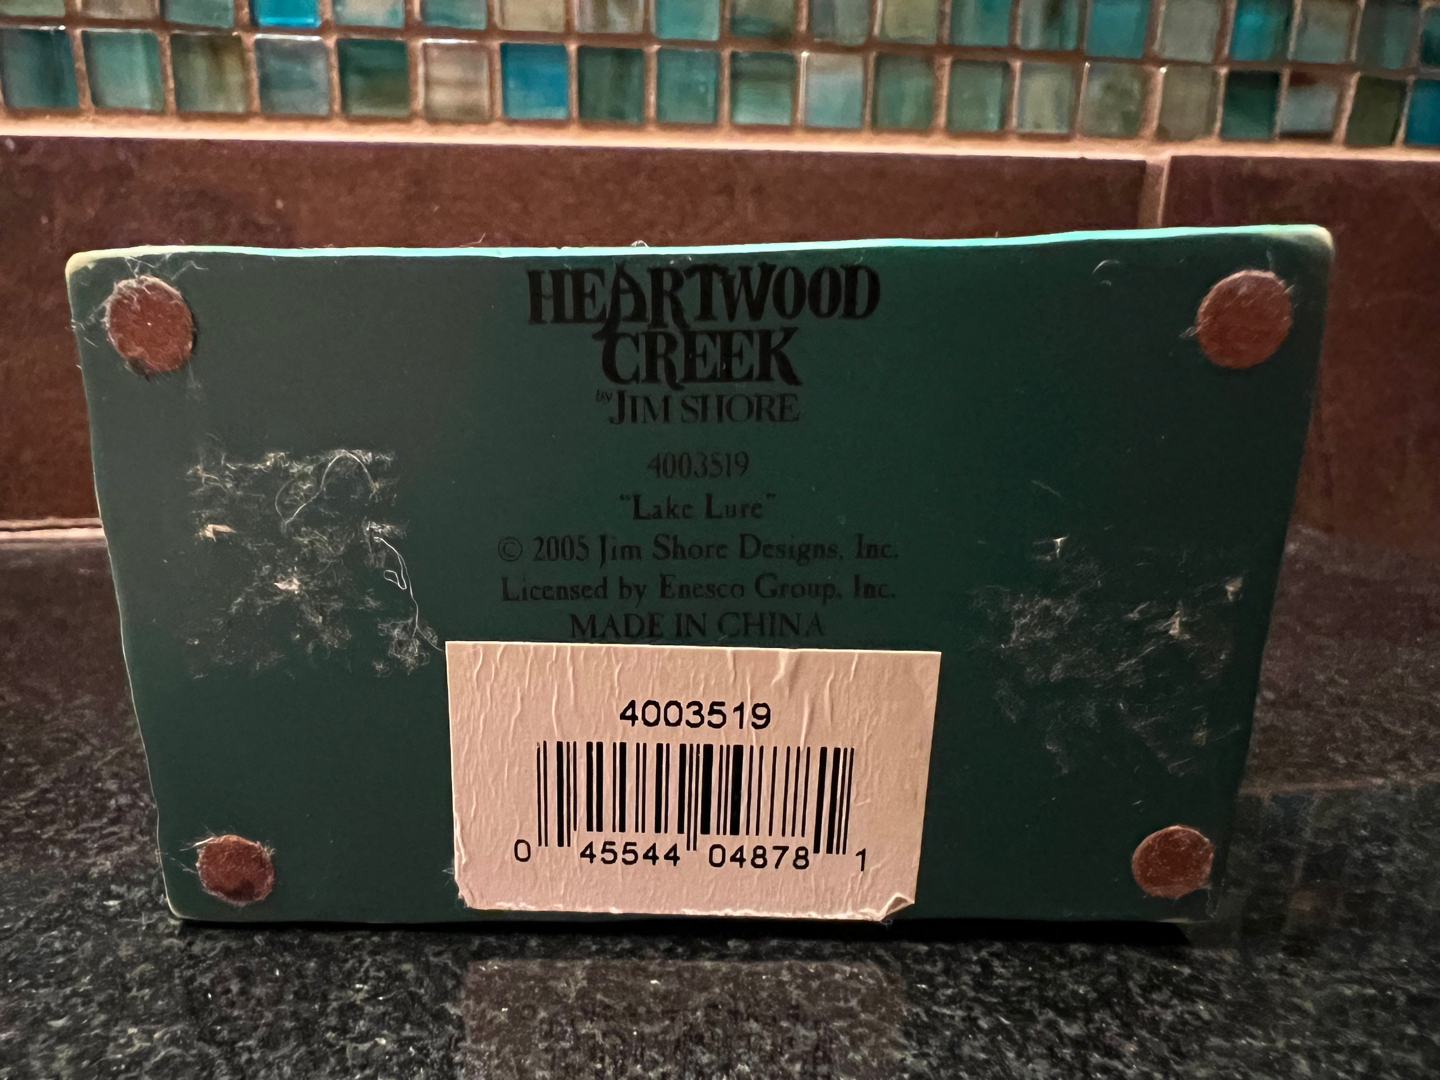 HEARTWOOD
CREEK
by JIM SHORE
4003519
"Lake Lure"
© 2005 Jim Shore Designs, Inc.
Licensed by Enesco Group, Inc.
MADE IN CHINA
4003519
0 45544 04878 1